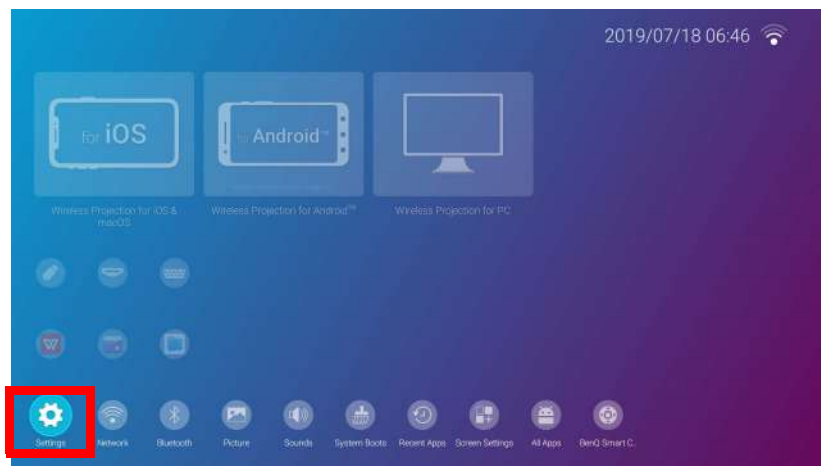 2019/07/18 06:46
for iOS
for Android™
Wireless Projection for iOS &
macOS
Wireless Projection for Android™
Wireless Projection for PC
W
Settings
Network
Bluetooth
Picture
Sounds
System Boots
Recent Apps
Screen Settings
All Apps
BenQ Smart C..